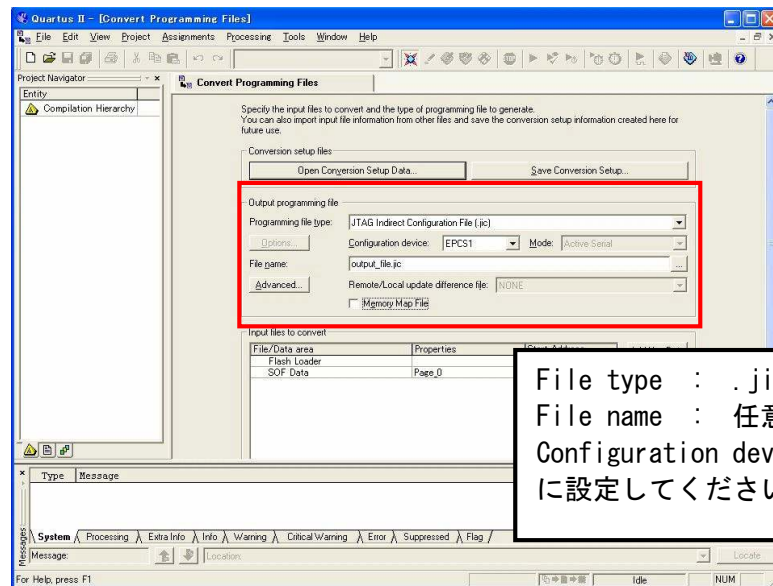 Quartus II - [Convert Programming Files]
File Edit View Project Assignments Processing Tools Window Help
Project Navigator
Entity
Compilation Hierarchy
Convert Programming Files
Specify the input files to convert and the type of programming file to generate.
You can also import input file information from other files and save the conversion setup information created here for
future use.
Conversion setup files
Open Conversion Setup Data...
Save Conversion Setup...
Output programming file
Programming file type: JTAG Indirect Configuration File (.jic)
Options... Configuration device: EPCS1 Mode: Active Serial
File name: output_file.jic ...
Advanced... Remote/Local update difference file: NONE
Memory Map File
Input files to convert
File/Data area Properties
Flash Loader
SOF Data Page_0
File type : .ji
File name : 任意
Configuration dev
に設定してください
Type Message
System Processing Extra Info Info Warning Critical Warning Error Suppressed Flag
Messages
Message: Location: Locate
For Help, press F1 Idle NUM